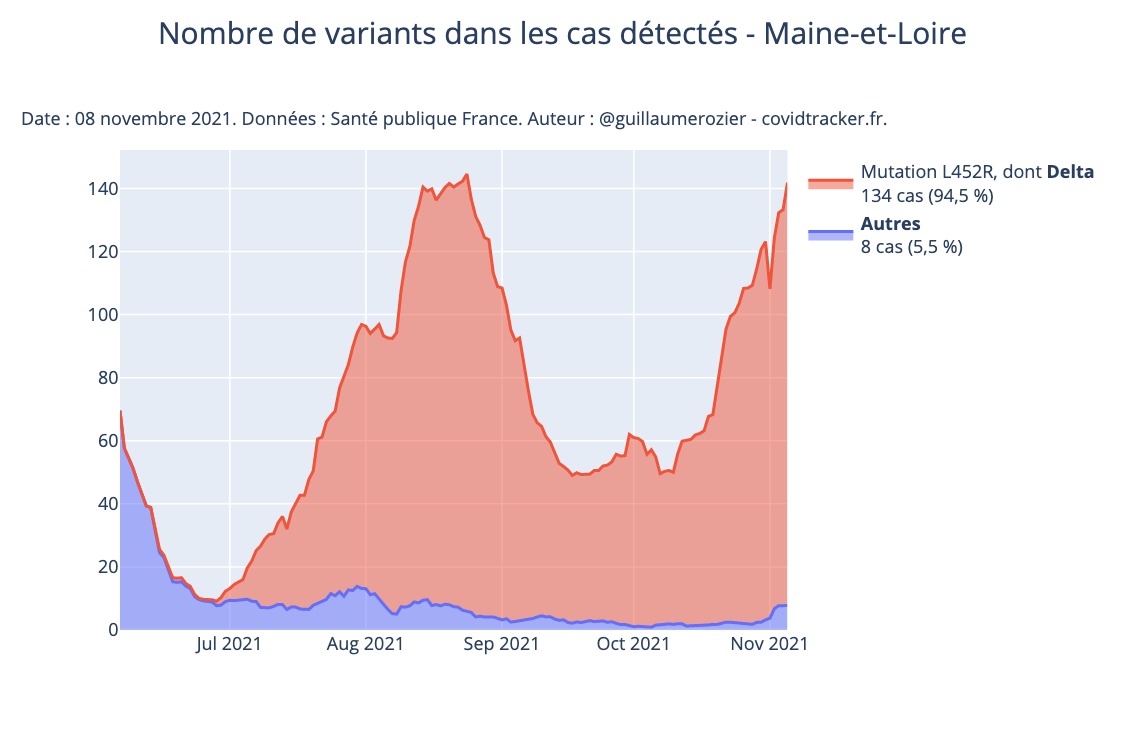 Nombre de variants dans les cas détectés - Maine-et-Loire
Date : 08 novembre 2021. Données : Santé publique France. Auteur : @guillaumerozier - covidtracker.fr.
Mutation L452R, dont Delta
134 cas (94,5 %)
Autres
8 cas (5,5 %)
140
120
100
80
60
40
20
0
Jul 2021
Aug 2021
Sep 2021
Oct 2021
Nov 2021